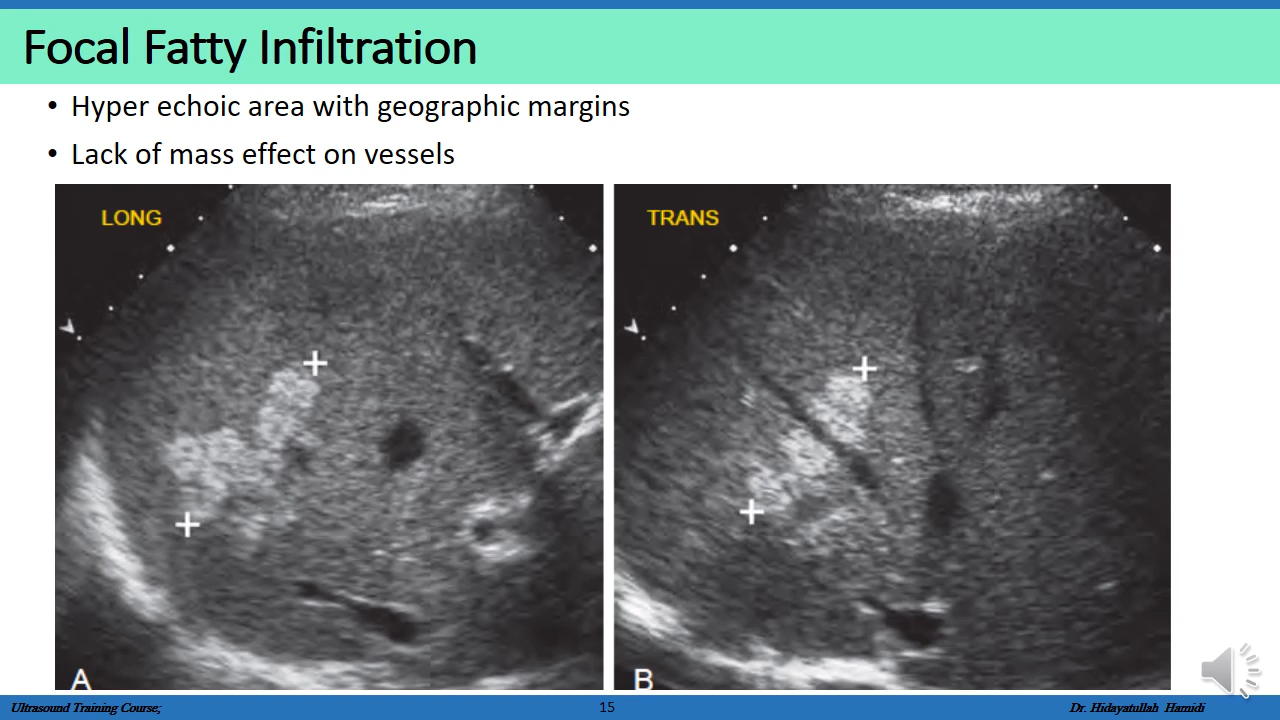 Focal Fatty Infiltration
• Hyper echoic area with geographic margins
• Lack of mass effect on vessels
LONG
TRANS
A
B
Ultrasound Training Course;
15
Dr. Hidayatullah Hamidi